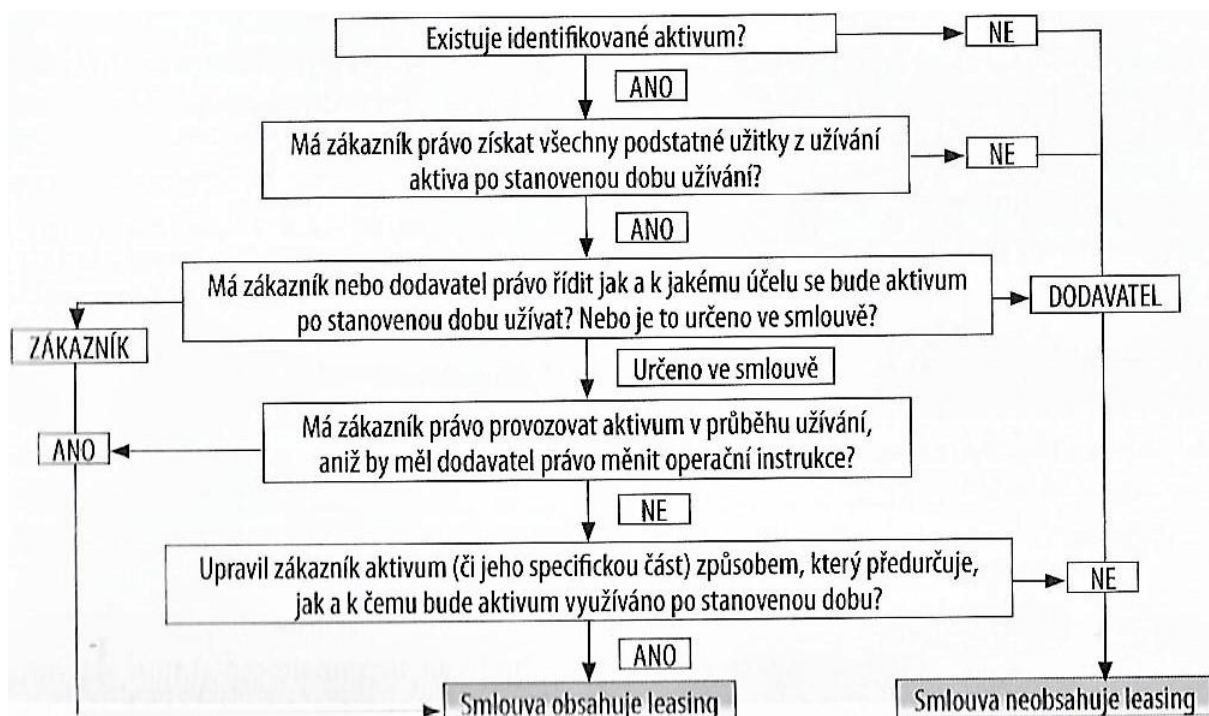 Existuje identifikované aktivum?
NE
ANO
Má zákazník právo získat všechny podstatné užitky z užívání
aktiva po stanovenou dobu užívání?
NE
ANO
Má zákazník nebo dodavatel právo řídit jak a k jakému účelu se bude aktivum
po stanovenou dobu užívat? Nebo je to určeno ve smlouvě?
DODAVATEL
ZÁKAZNÍK
Určeno ve smlouvě
Má zákazník právo provozovat aktivum v průběhu užívání,
aniž by měl dodavatel právo měnit operační instrukce?
ANO
NE
Upravil zákazník aktivum (či jeho specifickou část) způsobem, který předurčuje,
jak a k čemu bude aktivum využíváno po stanovenou dobu?
NE
ANO
Smlouva obsahuje leasing
Smlouva neobsahuje leasing